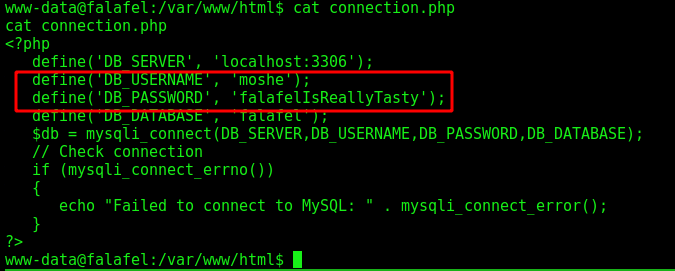 www-data@falafel:/var/www/html$ cat connection.php
cat connection.php
<?php
   define('DB_SERVER', 'localhost:3306');
   define('DB_USERNAME', 'moshe');
   define('DB_PASSWORD', 'falafelIsReallyTasty');
   define('DB_DATABASE', 'falafel');
   $db = mysqli_connect(DB_SERVER,DB_USERNAME,DB_PASSWORD,DB_DATABASE);
   // Check connection
   if (mysqli_connect_errno())
   {
      echo "Failed to connect to MySQL: " . mysqli_connect_error();
   }
?>
www-data@falafel:/var/www/html$